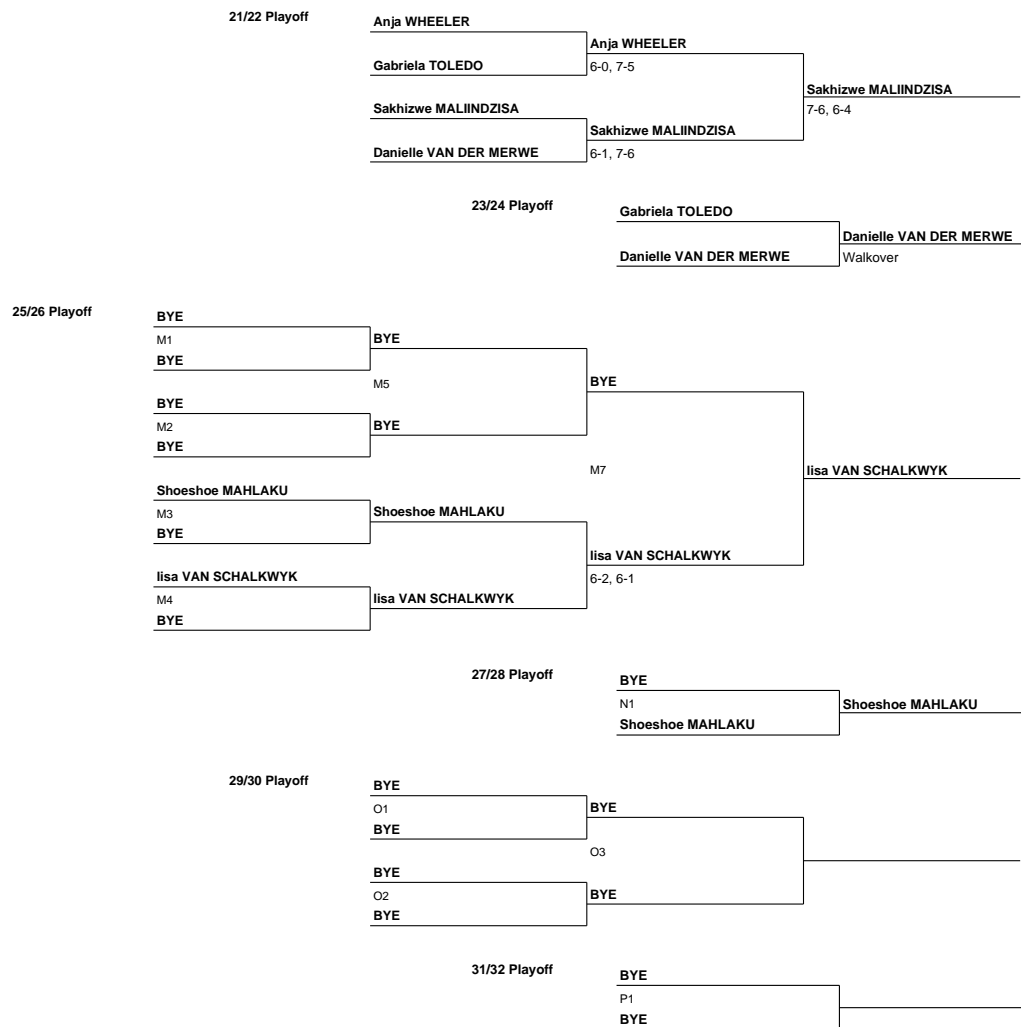 21/22 Playoff
Anja WHEELER
Anja WHEELER
Gabriela TOLEDO
6-0, 7-5
Sakhizwe MALIINDZISA
Sakhizwe MALIINDZISA
7-6, 6-4
Sakhizwe MALIINDZISA
Danielle VAN DER MERWE
6-1, 7-6
23/24 Playoff
Gabriela TOLEDO
Danielle VAN DER MERWE
Danielle VAN DER MERWE
Walkover
25/26 Playoff
BYE
M1
BYE
BYE
M5
BYE
BYE
M2
BYE
BYE
M7
lisa VAN SCHALKWYK
Shoeshoe MAHLAKU
M3
Shoeshoe MAHLAKU
BYE
lisa VAN SCHALKWYK
6-2, 6-1
lisa VAN SCHALKWYK
M4
lisa VAN SCHALKWYK
BYE
27/28 Playoff
BYE
N1
Shoeshoe MAHLAKU
Shoeshoe MAHLAKU
29/30 Playoff
BYE
O1
BYE
BYE
O3
BYE
O2
BYE
BYE
31/32 Playoff
BYE
P1
BYE